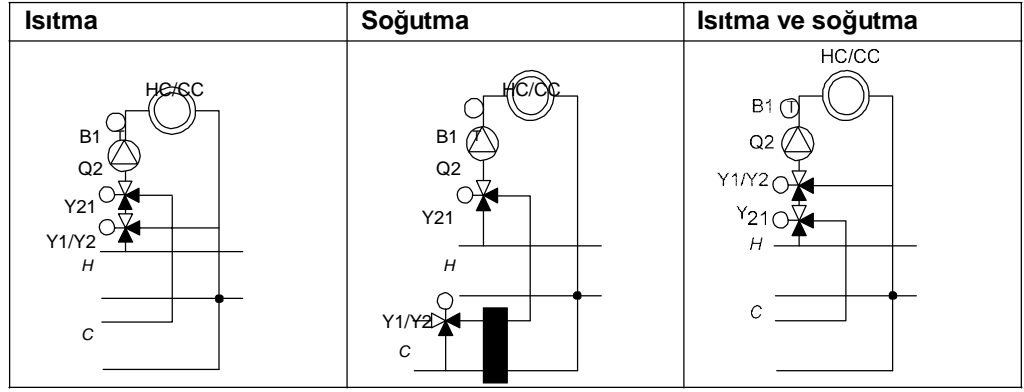 Isıtma
HC/CC
B1
T
Q2
Y21
Y1/Y2
H
C
Soğutma
HC/CC
B1
T
Q2
Y21
H
Y1/Y2
C
Isıtma ve soğutma
HC/CC
B1 T
Q2
Y1/Y2
Y21
H
C